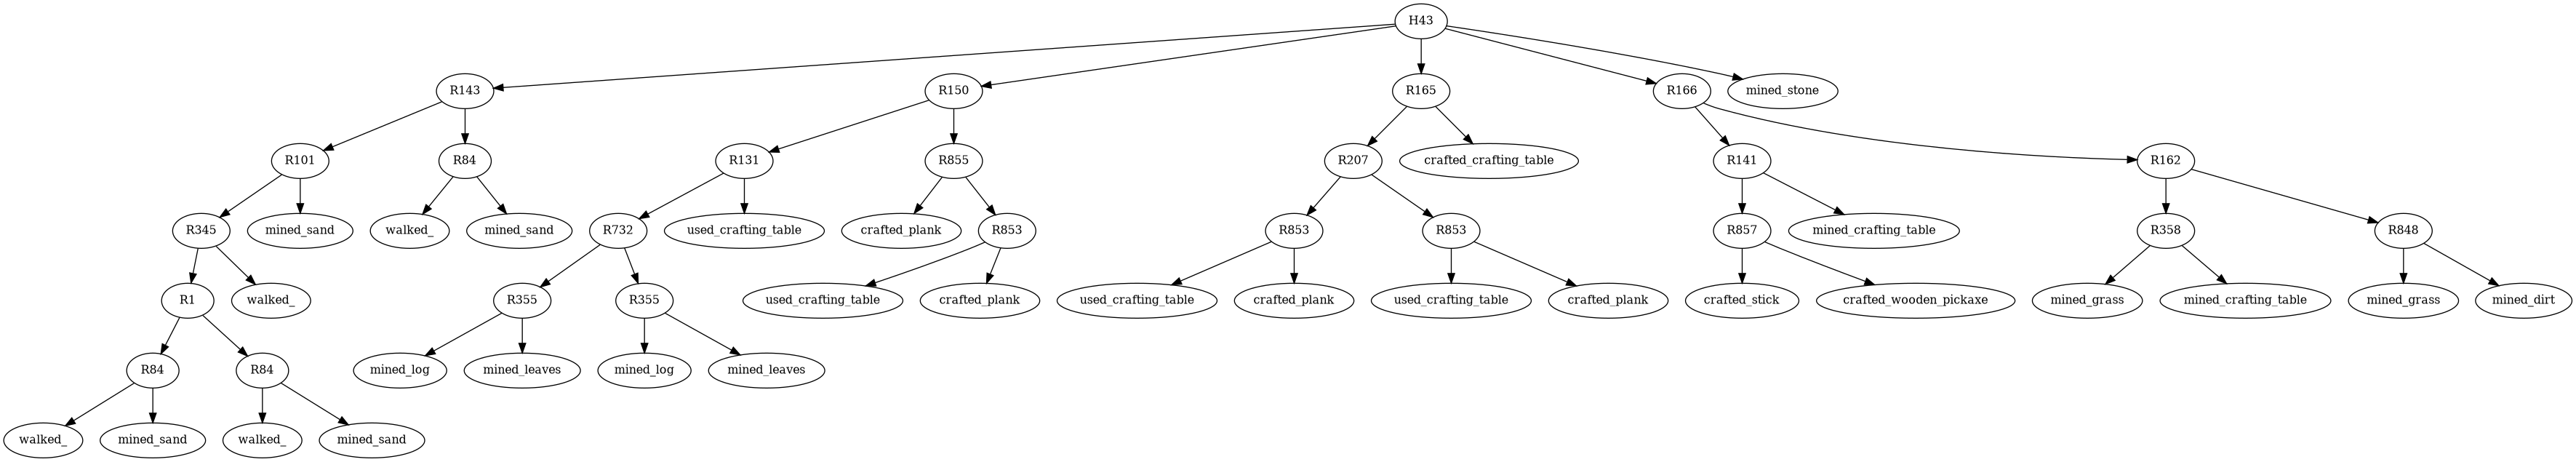 H43
R143
R150
R165
R166
mined_stone
R101
R84
R131
R855
R207
crafted_crafting_table
R141
R162
R345
mined_sand
walked_
mined_sand
R732
used_crafting_table
crafted_plank
R853
R853
R853
R857
mined_crafting_table
R358
R848
R1
walked_
R355
R355
used_crafting_table
crafted_plank
used_crafting_table
crafted_plank
used_crafting_table
crafted_plank
crafted_stick
crafted_wooden_pickaxe
mined_grass
mined_crafting_table
mined_grass
mined_dirt
R84
R84
mined_log
mined_leaves
mined_log
mined_leaves
walked_
mined_sand
walked_
mined_sand